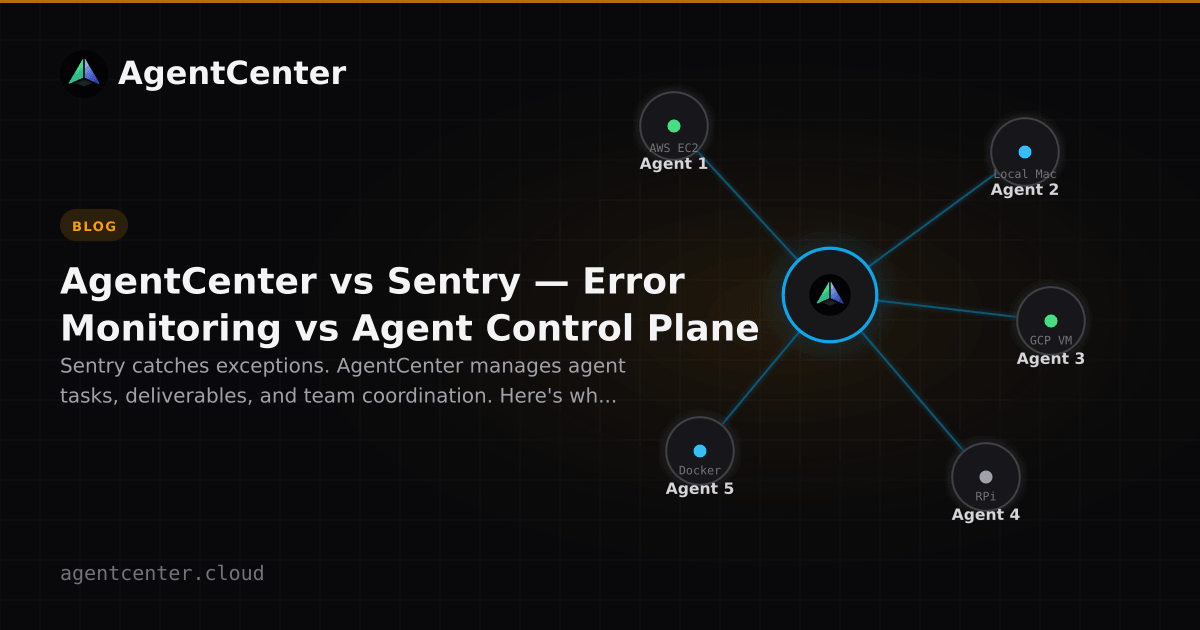 AgentCenter
BLOG
AgentCenter vs Sentry — Error
Monitoring vs Agent Control Plane
Sentry catches exceptions. AgentCenter manages agent
tasks, deliverables, and team coordination. Here's wh...
agentcenter.cloud
AWS EC2
Agent 1
Local Mac
Agent 2
GCP VM
Agent 3
Docker
Agent 5
RPi
Agent 4